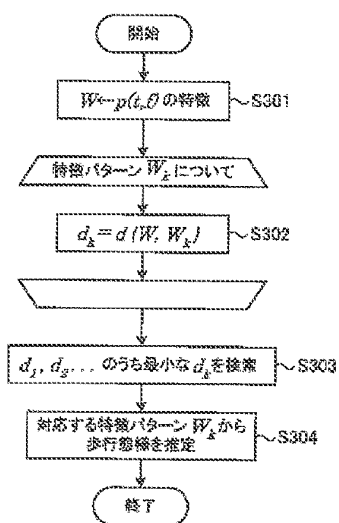 開始
W←p(t,f)の特徴 S301
特徴パターンW_kについて
d_k=d(W, W_k) S302
d_1, d_2... のうち最小なd_kを検索 S303
対応する特徴パターンW_kから
歩行態様を推定 S304
終了